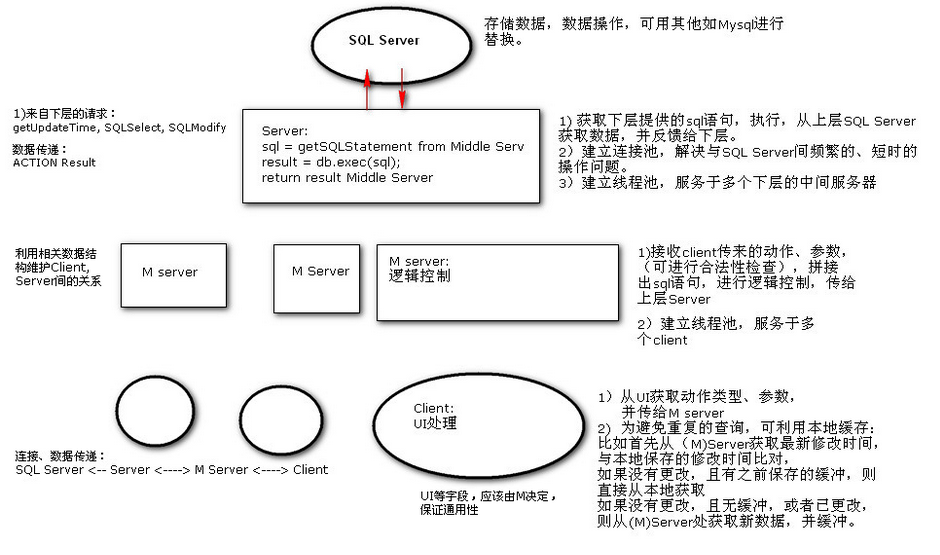 SQL Server
存储数据，数据操作，可用其他如Mysql进行
替换。
1)来自下层的请求：
getUpdateTime, SQLSelect, SQLModify
数据传递：
ACTION Result
Server:
sql = getSQLStatement from Middle Serv
result = db.exec(sql);
return result Middle Server
1）获取下层提供的sql语句，执行，从上层SQL Server
获取数据，并反馈给下层。
2）建立连接池，解决与SQL Server间频繁的、短时的
操作问题。
3）建立线程池，服务于多个下层的中间服务器
利用相关数据结
构维护Client,
Server间的关系
M server
M Server
M server:
逻辑控制
1)接收client传来的动作、参数，
（可进行合法性检查），拼接
出sql语句，进行逻辑控制，传给
上层Server
2）建立线程池，服务于多
个client
Client:
UI处理
1）从UI获取动作类型、参数，
并传给M server
2）为避免重复的查询，可利用本地缓存：
比如首先从（M)Server获取最新修改时间，
与本地保存的修改时间比对，
如果没有更改，且有之前保存的缓冲，则
直接从本地获取
如果没有更改，且无缓冲，或者已更改，
则从(M)Server处获取新数据，并缓冲。
连接、数据传递：
SQL Server <-- Server <----> M Server <----> Client
UI等字段，应该由M决定，
保证通用性